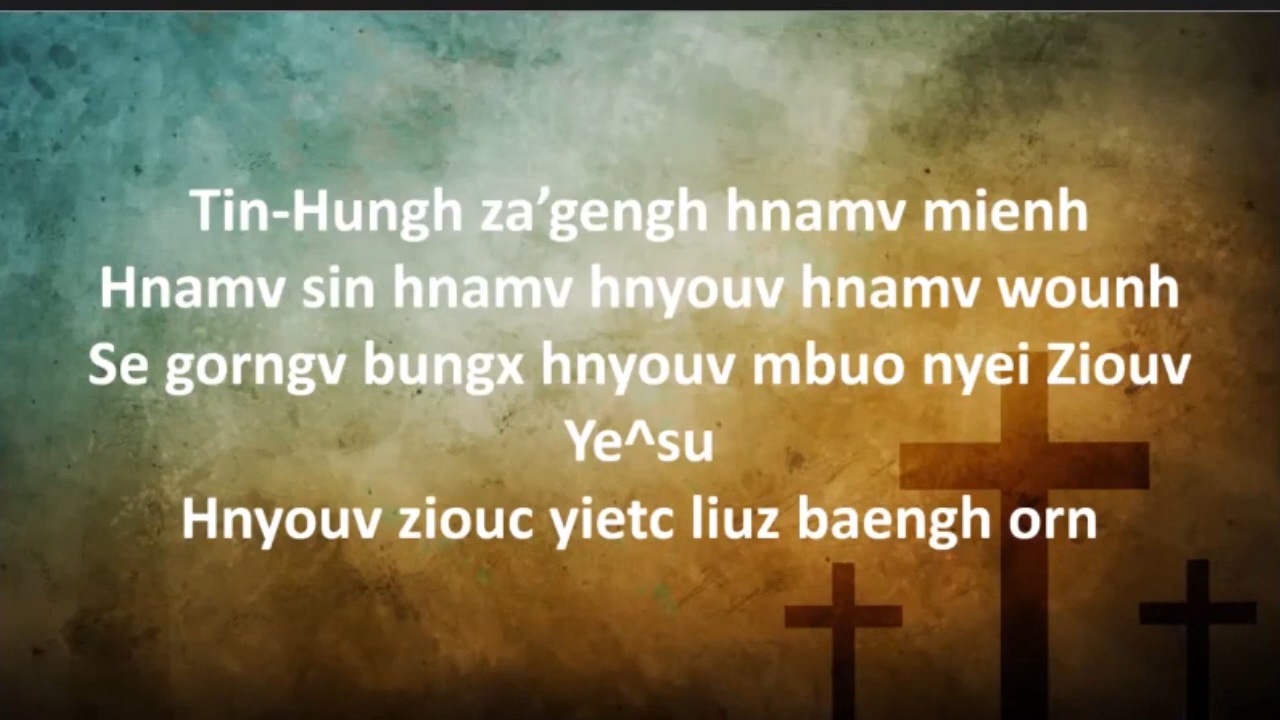 Tin-Hungh za’gengh hnamv mienh
Hnamv sin hnamv hnyouv hnamv wounh
Se gorngv bungx hnyouv mbuo nyei Ziouv
Ye^su
Hnyouv ziouc yietc liuz baengh orn